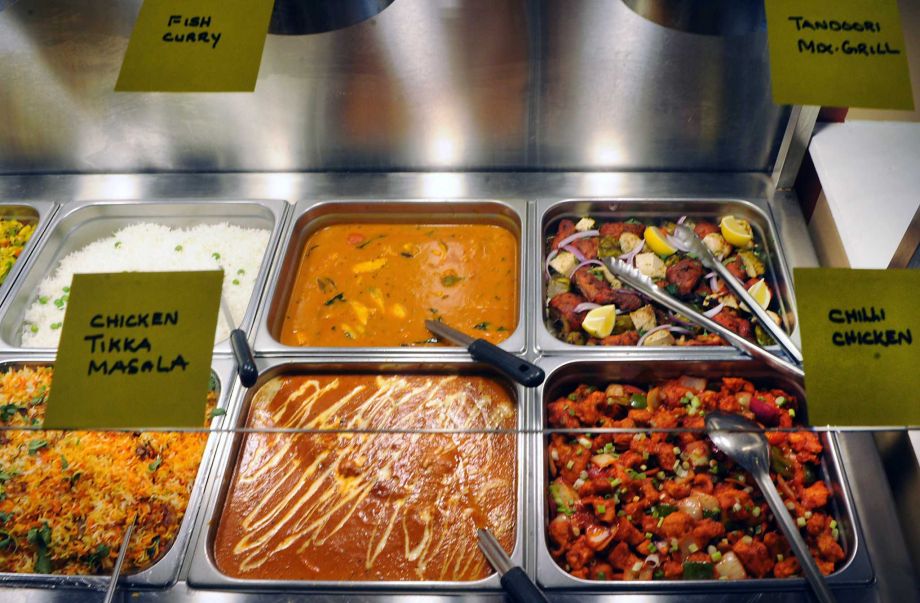 FISH
CURRY
TANDOORI
MIX-GRILL
CHICKEN
TIKKA
MASALA
CHILLI
CHICKEN